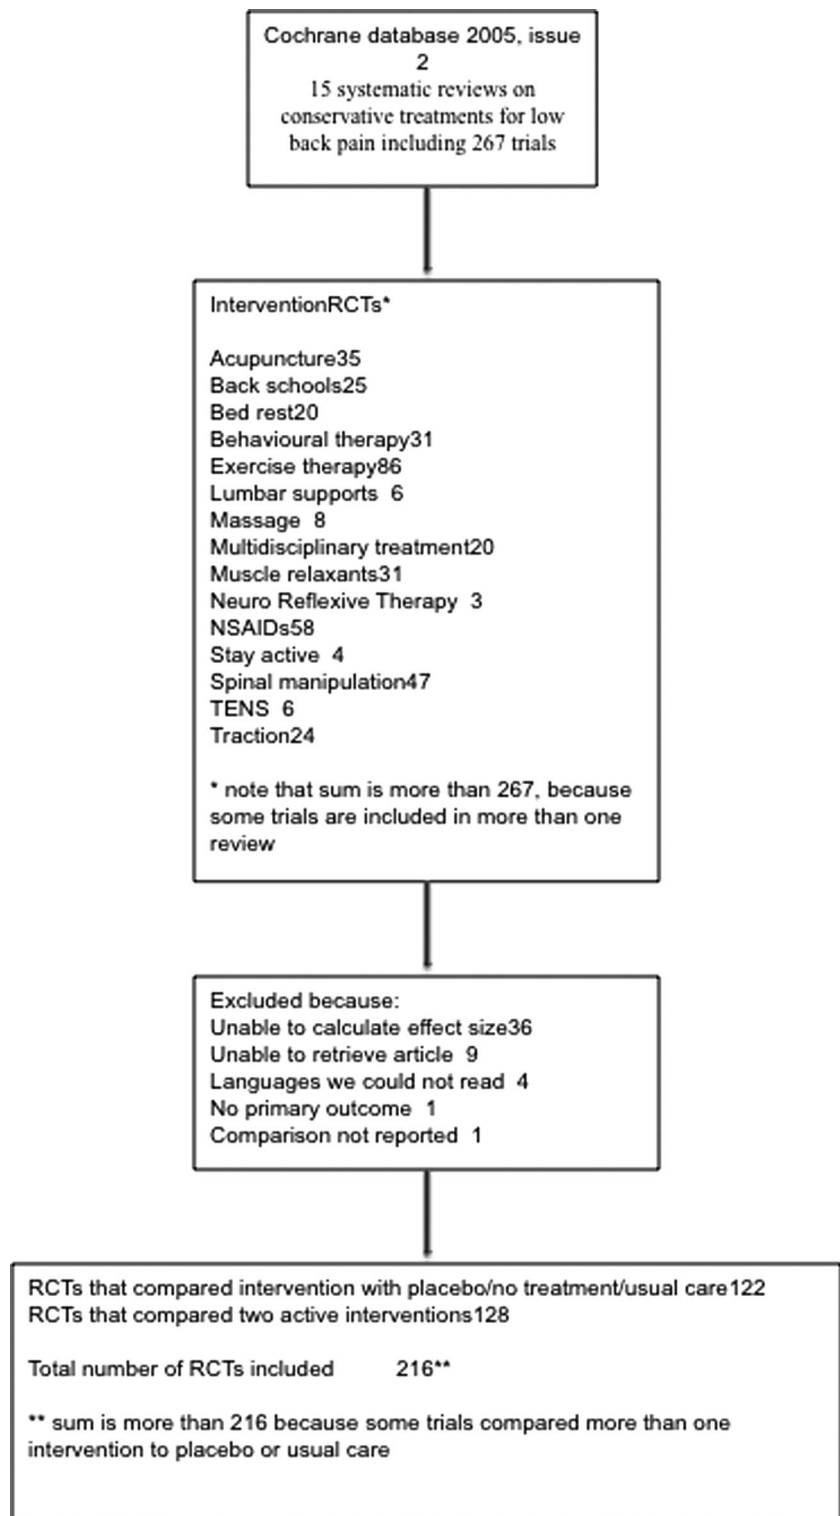 Cochrane database 2005, issue
2
15 systematic reviews on
conservative treatments for low
back pain including 267 trials
InterventionRCTs*
Acupuncture35
Back schools25
Bed rest20
Behavioural therapy31
Exercise therapy86
Lumbar supports 6
Massage 8
Multidisciplinary treatment20
Muscle relaxants31
Neuro Reflexive Therapy 3
NSAIDs58
Stay active 4
Spinal manipulation47
TENS 6
Traction24
* note that sum is more than 267, because
some trials are included in more than one
review
Excluded because:
Unable to calculate effect size36
Unable to retrieve article 9
Languages we could not read 4
No primary outcome 1
Comparison not reported 1
RCTs that compared intervention with placebo/no treatment/usual care122
RCTs that compared two active interventions128
Total number of RCTs included 216**
** sum is more than 216 because some trials compared more than one
intervention to placebo or usual care